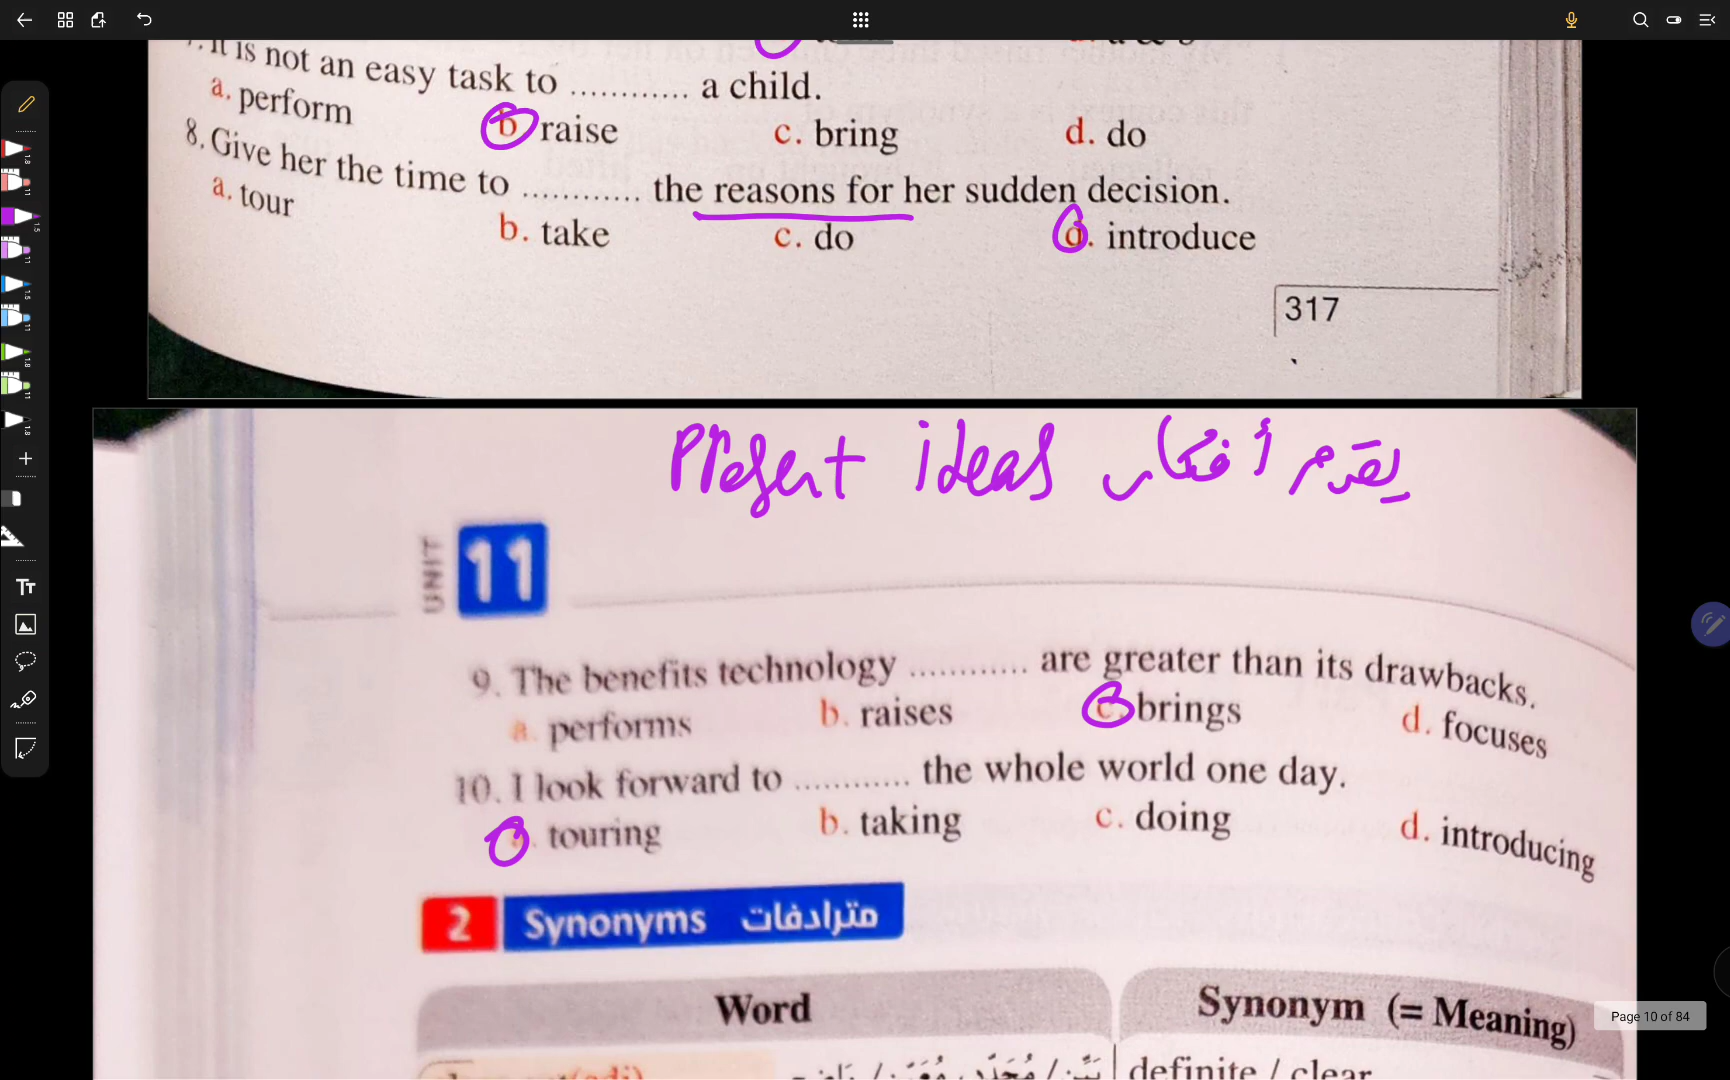 7. It is not an easy task to ............ a child.
a. perform b raise c. bring d. do
8. Give her the time to ............ the reasons for her sudden decision.
a. tour b. take c. do d. introduce
317
Present ideas يقدم أفكار
UNIT 11
9. The benefits technology ............ are greater than its drawbacks.
a. performs b. raises c. brings d. focuses
10. I look forward to ............ the whole world one day.
touring b. taking c. doing d. introducing
2 Synonyms مترادفات
Word Synonym (= Meaning)
Page 10 of 84
definite / clear